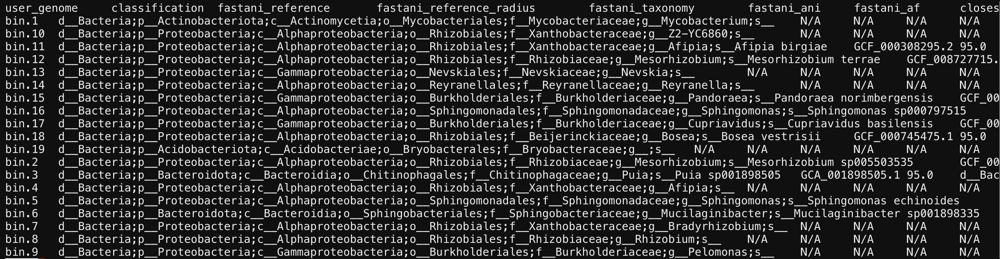 user_genome classification fastani_reference fastani_reference_radius fastani_taxonomy fastani_ani fastani_af closes
bin.1 d__Bacteria;p__Actinobacteriota;c__Actinomycetia;o__Mycobacteriales;f__Mycobacteriaceae;g__Mycobacterium;s__ N/A N/A N/A N/A
bin.10 d__Bacteria;p__Proteobacteria;c__Alphaproteobacteria;o__Rhizobiales;f__Xanthobacteraceae;g__Z2-YC6860;s__ N/A N/A N/A N/A
bin.11 d__Bacteria;p__Proteobacteria;c__Alphaproteobacteria;o__Rhizobiales;f__Xanthobacteraceae;g__Afipia;s__Afipia birgiae GCF_000308295.2 95.0
bin.12 d__Bacteria;p__Proteobacteria;c__Alphaproteobacteria;o__Rhizobiales;f__Rhizobiaceae;g__Mesorhizobium;s__Mesorhizobium terrae GCF_008727715.
bin.13 d__Bacteria;p__Proteobacteria;c__Gammaproteobacteria;o__Nevskiales;f__Nevskiaceae;g__Nevskia;s__ N/A N/A N/A N/A N/A
bin.14 d__Bacteria;p__Proteobacteria;c__Alphaproteobacteria;o__Reyranellales;f__Reyranellaceae;g__Reyranella;s__ N/A N/A N/A N/A
bin.15 d__Bacteria;p__Proteobacteria;c__Gammaproteobacteria;o__Burkholderiales;f__Burkholderiaceae;g__Pandoraea;s__Pandoraea norimbergensis GCF_00
bin.16 d__Bacteria;p__Proteobacteria;c__Alphaproteobacteria;o__Sphingomonadales;f__Sphingomonadaceae;g__Sphingomonas;s__Sphingomonas sp000797515
bin.17 d__Bacteria;p__Proteobacteria;c__Gammaproteobacteria;o__Burkholderiales;f__Burkholderiaceae;g__Cupriavidus;s__Cupriavidus basilensis GCF_00
bin.18 d__Bacteria;p__Proteobacteria;c__Alphaproteobacteria;o__Rhizobiales;f__Beijerinckiaceae;g__Bosea;s__Bosea vestrisii GCF_000745475.1 95.0
bin.19 d__Bacteria;p__Acidobacteriota;c__Acidobacteriae;o__Bryobacterales;f__Bryobacteraceae;g__;s__ N/A N/A N/A N/A N/A N/A
bin.2 d__Bacteria;p__Proteobacteria;c__Alphaproteobacteria;o__Rhizobiales;f__Rhizobiaceae;g__Mesorhizobium;s__Mesorhizobium sp005503535 GCF_00
bin.3 d__Bacteria;p__Bacteroidota;c__Bacteroidia;o__Chitinophagales;f__Chitinophagaceae;g__Puia;s__Puia sp001898505 GCA_001898505.1 95.0 d__Bac
bin.4 d__Bacteria;p__Proteobacteria;c__Alphaproteobacteria;o__Rhizobiales;f__Xanthobacteraceae;g__Afipia;s__ N/A N/A N/A N/A N/A
bin.5 d__Bacteria;p__Proteobacteria;c__Alphaproteobacteria;o__Sphingomonadales;f__Sphingomonadaceae;g__Sphingomonas;s__Sphingomonas echinoides
bin.6 d__Bacteria;p__Bacteroidota;c__Bacteroidia;o__Sphingobacteriales;f__Sphingobacteriaceae;g__Mucilaginibacter;s__Mucilaginibacter sp001898335
bin.7 d__Bacteria;p__Proteobacteria;c__Alphaproteobacteria;o__Rhizobiales;f__Xanthobacteraceae;g__Bradyrhizobium;s__ N/A N/A N/A N/A
bin.8 d__Bacteria;p__Proteobacteria;c__Alphaproteobacteria;o__Rhizobiales;f__Rhizobiaceae;g__Rhizobium;s__ N/A N/A N/A N/A N/A
bin.9 d__Bacteria;p__Proteobacteria;c__Gammaproteobacteria;o__Burkholderiales;f__Burkholderiaceae;g__Pelomonas;s__ N/A N/A N/A N/A